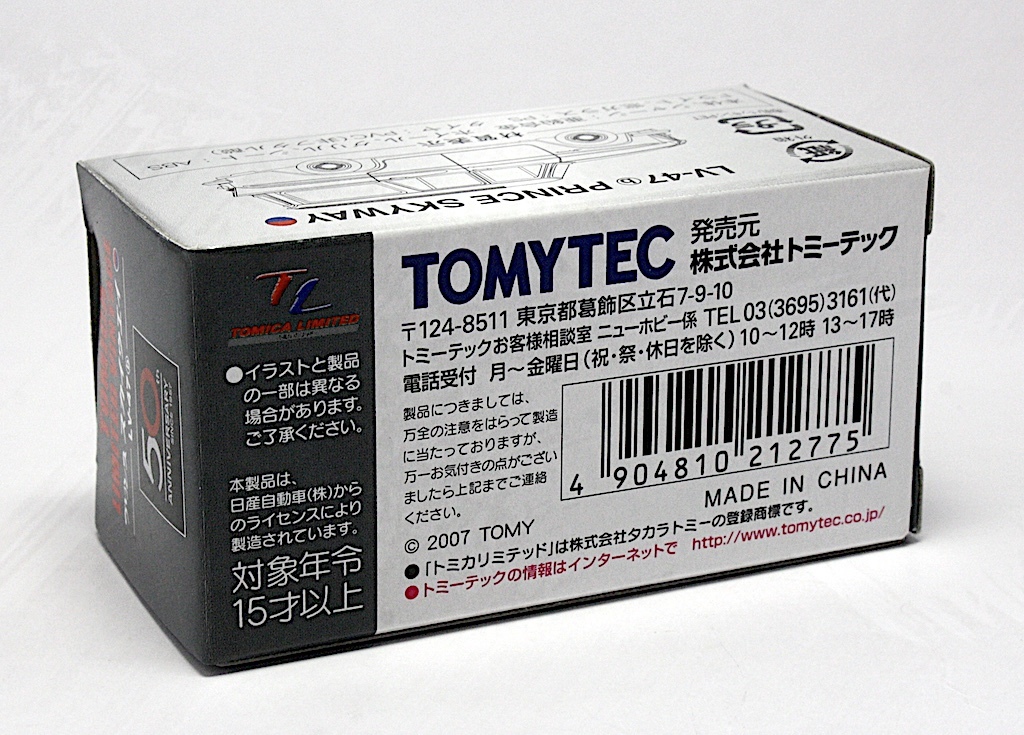 LV-47 ⓑ PRINCE SKYWAY
材質表示
TOMICA LIMITED
●イラストと製品
の一部は異なる
場合があります。
ご了承ください。
本製品は、
日産自動車(株)から
のライセンスにより
製造されています。
対象年令
15才以上
TOMYTEC
発売元
株式会社トミーテック
〒124-8511 東京都葛飾区立石7-9-10
トミーテックお客様相談室 ニューホビー係 TEL 03(3695)3161(代)
電話受付 月～金曜日(祝・祭・休日を除く) 10～12時 13～17時
製品につきましては、
万全の注意をはらって製造
に当たっておりますが、
万一お気付きの点がござい
ましたら上記までご連絡
ください。
4 904810 212775
MADE IN CHINA
© 2007 TOMY
●「トミカリミテッド」は株式会社タカラトミーの登録商標です。
●トミーテックの情報はインターネットで http://www.tomytec.co.jp/
50
ANNIVERSARY